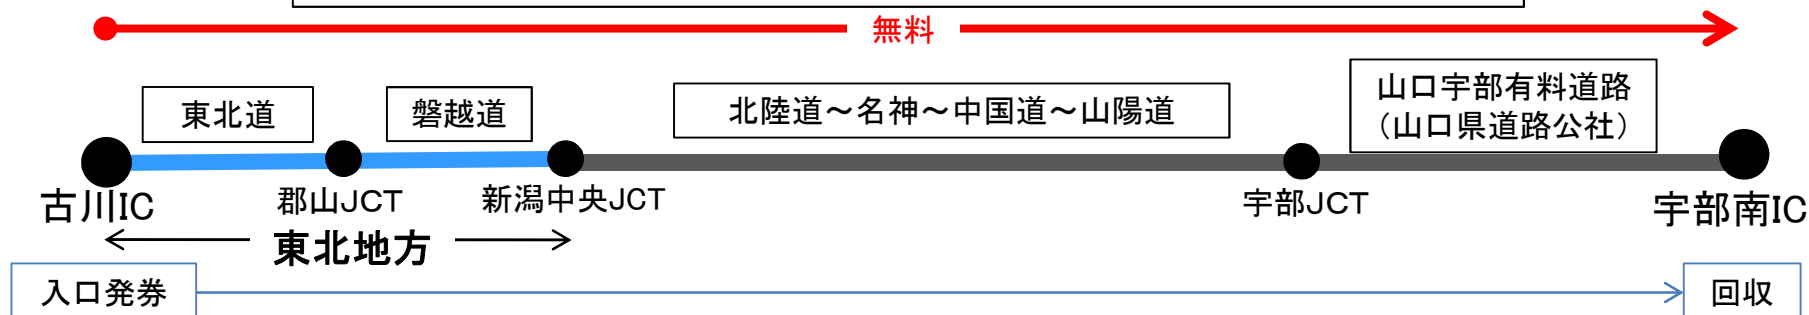 無料
東北道
磐越道
北陸道～名神～中国道～山陽道
山口宇部有料道路
（山口県道路公社）
古川IC
郡山JCT
新潟中央JCT
宇部JCT
宇部南IC
東北地方
入口発券
回収